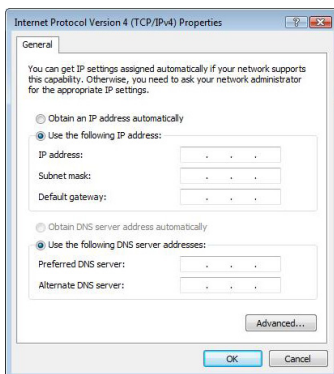 Internet Protocol Version 4 (TCP/IPv4) Properties
General
You can get IP settings assigned automatically if your network supports
this capability. Otherwise, you need to ask your network administrator
for the appropriate IP settings.
Obtain an IP address automatically
Use the following IP address:
IP address: . . .
Subnet mask: . . .
Default gateway: . . .
Obtain DNS server address automatically
Use the following DNS server addresses:
Preferred DNS server: . . .
Alternate DNS server: . . .
Advanced...
OK Cancel